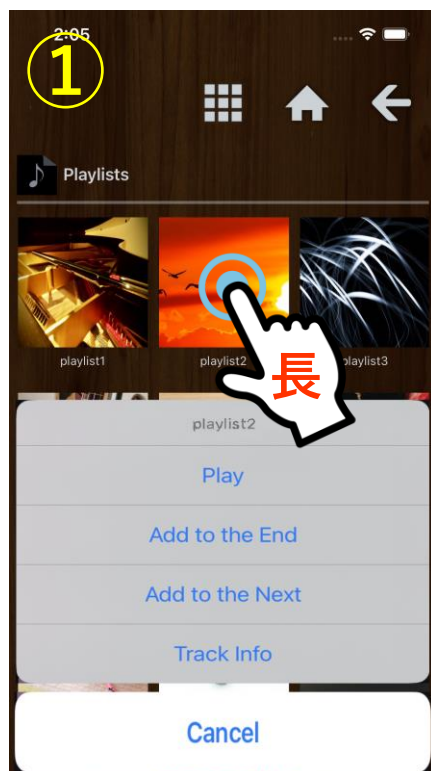 2:05
①
Playlists
playlist1
playlist2
playlist3
長
playlist2
Play
Add to the End
Add to the Next
Track Info
Cancel